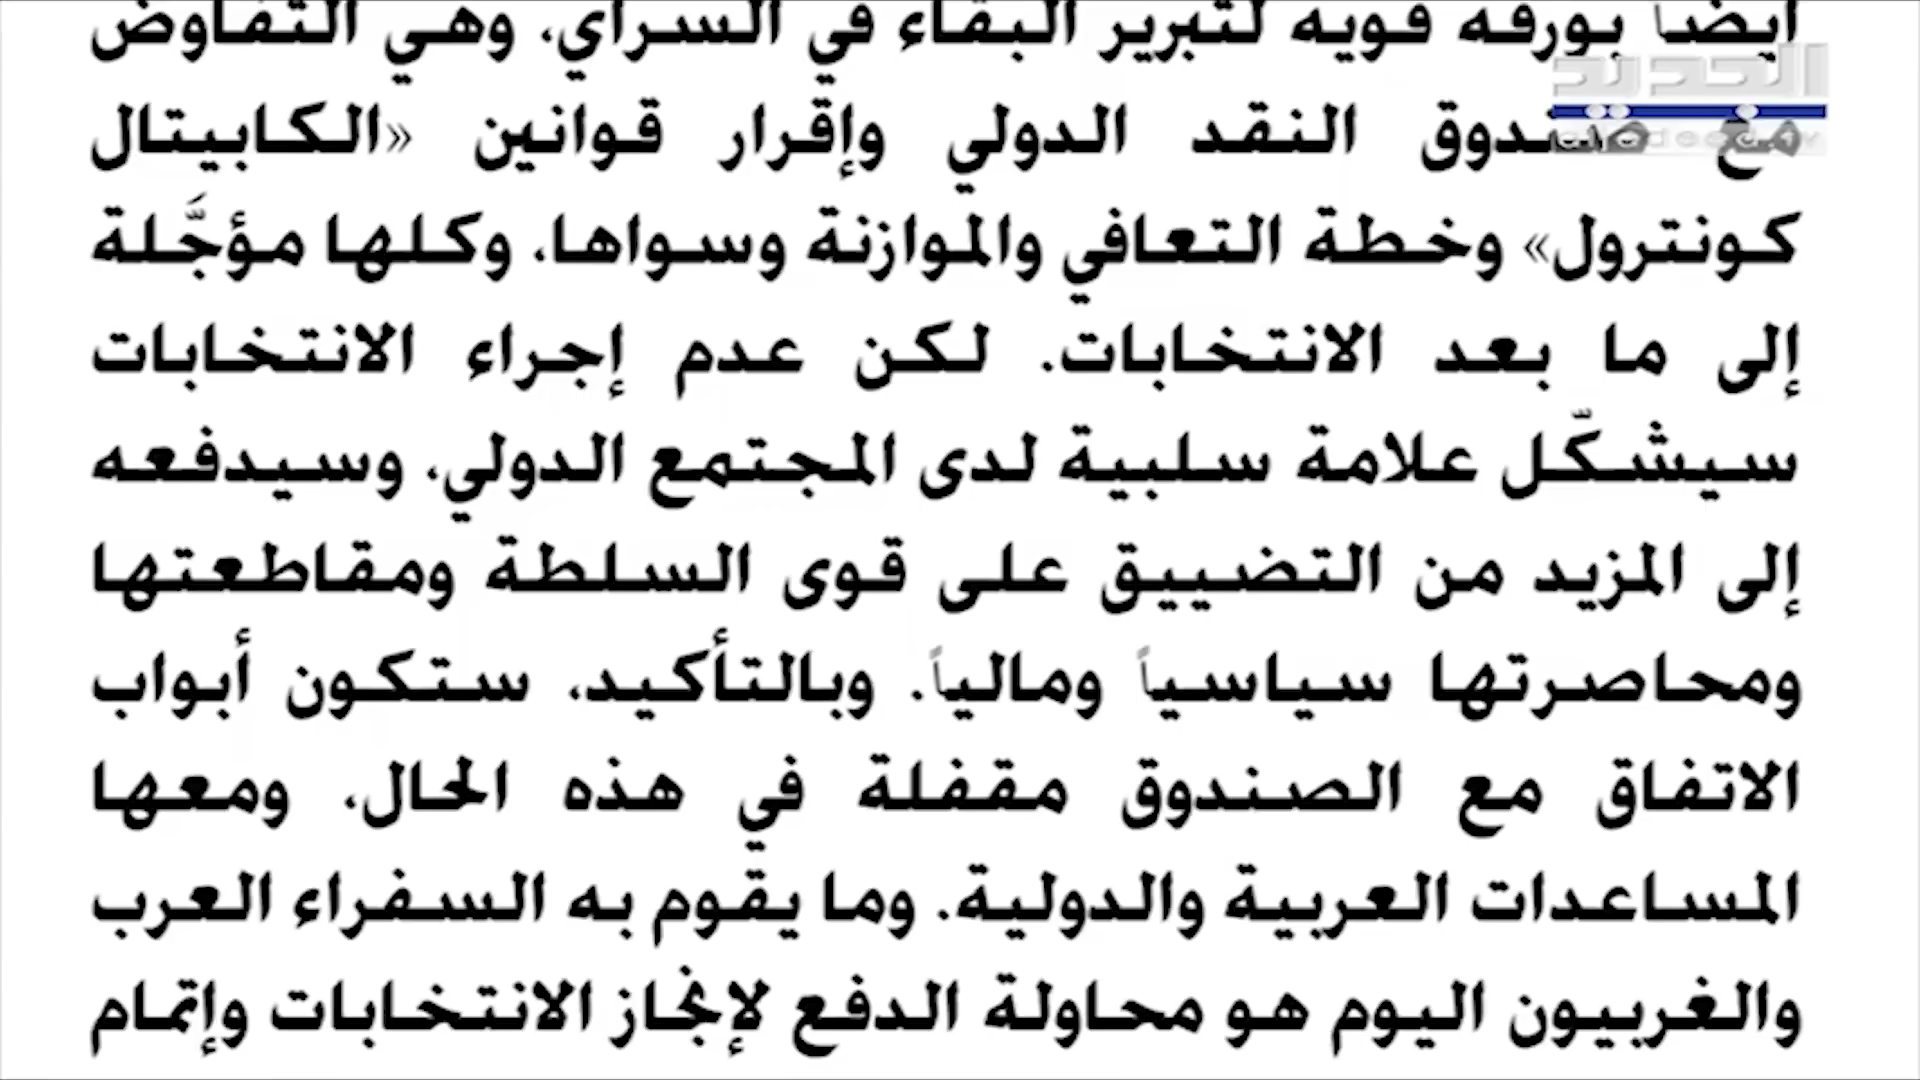 أيضاً بورقة قوية لتبرير البقاء في السراي، وهي التفاوض
الجديد
مع صندوق النقد الدولي وإقرار قوانين «الكابيتال
كونترول» وخطة التعافي والموازنة وسواها، وكلها مؤجَّلة
إلى ما بعد الانتخابات. لكن عدم إجراء الانتخابات
سيشكّل علامة سلبية لدى المجتمع الدولي، وسيدفعه
إلى المزيد من التضييق على قوى السلطة ومقاطعتها
ومحاصرتها سياسياً ومالياً. وبالتأكيد، ستكون أبواب
الاتفاق مع الصندوق مقفلة في هذه الحال، ومعها
المساعدات العربية والدولية. وما يقوم به السفراء العرب
والغربيون اليوم هو محاولة الدفع لإنجاز الانتخابات وإتمام